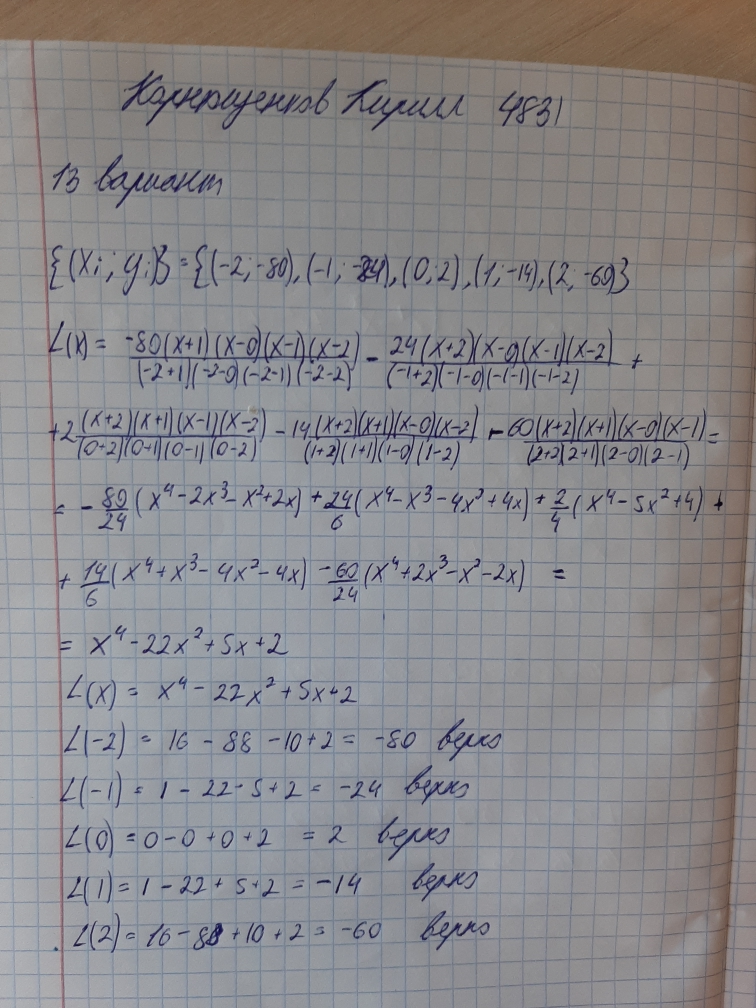 Кирилл 4831
13 вариант
{(Xi; yi)} = {(-2; -80), (-1; -24), (0; 2), (1; -14), (2; -60)}
L(x) = -80(x+1)(x-0)(x-1)(x-2)/(-2+1)(-2-0)(-2-1)(-2-2) - 24(x+2)(x-0)(x-1)(x-2)/(-1+2)(-1-0)(-1-1)(-1-2) +
+2 (x+2)(x+1)(x-1)(x-2)/(0+2)(0+1)(0-1)(0-2) - 14(x+2)(x+1)(x-0)(x-2)/(1+2)(1+1)(1-0)(1-2) - 60(x+2)(x+1)(x-0)(x-1)/(2+2)(2+1)(2-0)(2-1) =
= - 80/24 (x⁴-2x³-x²+2x) + 24/6 (x⁴-x³-4x²+4x) + 2/4 (x⁴-5x²+4) +
+ 14/6 (x⁴+x³-4x²-4x) - 60/24 (x⁴+2x³-x²-2x) =
= x⁴-22x²+5x+2
L(x) = x⁴-22x²+5x+2
L(-2) = 16 - 88 -10+2 = -80 верно
L(-1) = 1 - 22-5+2 = -24 верно
L(0) = 0-0+0+2 = 2 верно
L(1) = 1-22+5+2 = -14 верно
L(2) = 16-88+10+2 = -60 верно